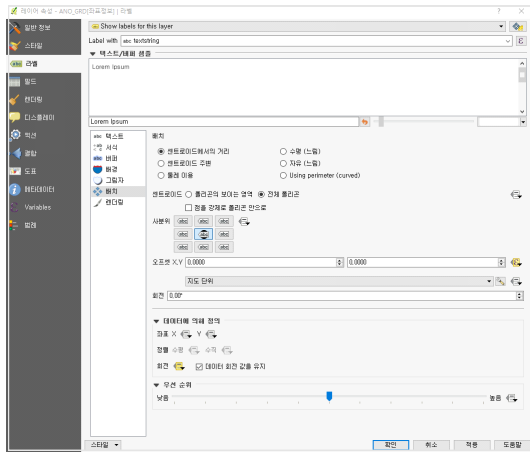 레이어 속성 - ANO_GRD(좌표정보) | 라벨
일반 정보
스타일
라벨
필드
렌더링
디스플레이
액션
결합
도표
메타데이터
Variables
범례
Show labels for this layer
Label with abc textstring
텍스트/버퍼 샘플
Lorem Ipsum
Lorem Ipsum
텍스트
서식
버퍼
배경
그림자
배치
렌더링
배치
센트로이드에서의 거리
수평 (느림)
센트로이드 주변
자유 (느림)
둘레 이용
Using perimeter (curved)
센트로이드 폴리곤의 보이는 영역 전체 폴리곤
점을 강제로 폴리곤 안으로
사분위
오프셋 X,Y 0,0000 0,0000
지도 단위
회전 0,00°
데이터에 의해 정의
좌표 X Y
정렬 수평 수직
회전 데이터 회전 값을 유지
우선 순위
낮음 높음
스타일 확인 취소 적용 도움말